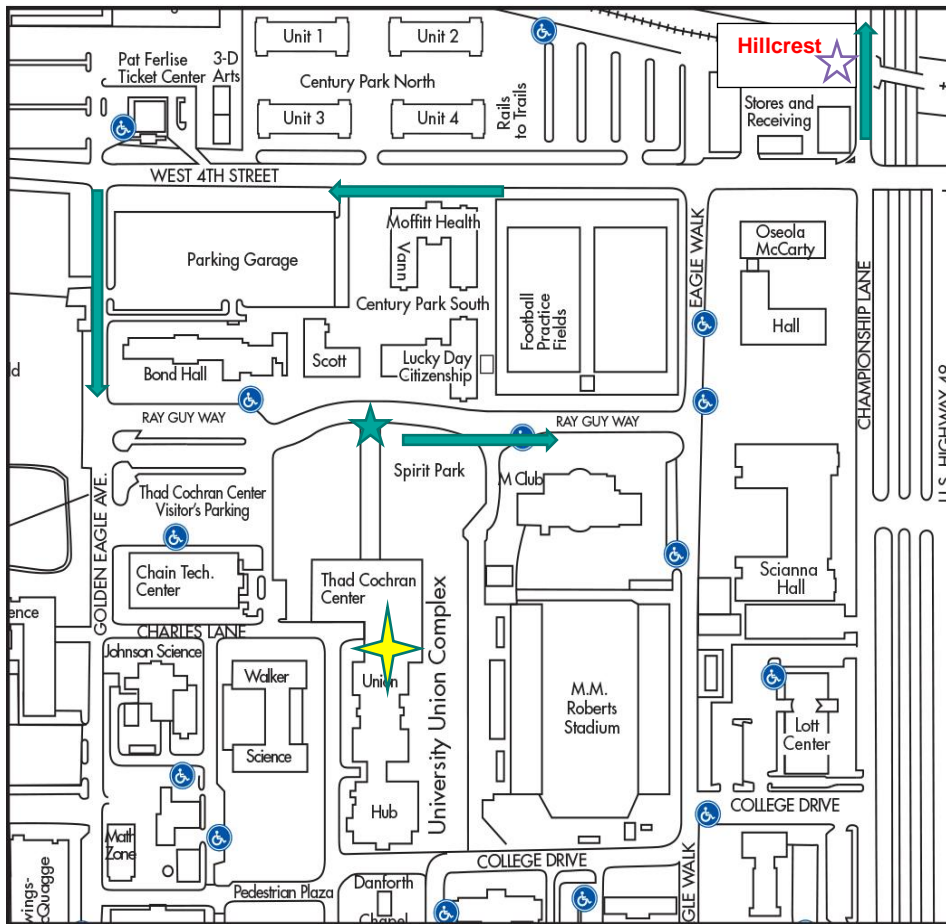 Unit 1
Unit 2
Hillcrest
Pat Ferlise
Ticket Center
3-D
Arts
Century Park North
Rails
to Trails
Stores and
Receiving
Unit 3
Unit 4
WEST 4TH STREET
Moffitt Health
Vann
Parking Garage
EAGLE WALK
Oseola
McCarty
Hall
Century Park South
Football
Practice
Fields
CHAMPIONSHIP LANE
Bond Hall
Scott
Lucky Day
Citizenship
d
U.S. HIGHWAY 49
RAY GUY WAY
RAY GUY WAY
Spirit Park
M Club
GOLDEN EAGLE AVE.
Thad Cochran Center
Visitor's Parking
Chain Tech.
Center
Thad Cochran
Center
University Union Complex
Scianna
Hall
ence
CHARLES LANE
Johnson Science
Walker
Science
Union
M.M.
Roberts
Stadium
Lott
Center
Hub
COLLEGE DRIVE
Math
Zone
COLLEGE DRIVE
GLE WALK
wings-
cQuagge
Pedestrian Plaza
Danforth
Chapel